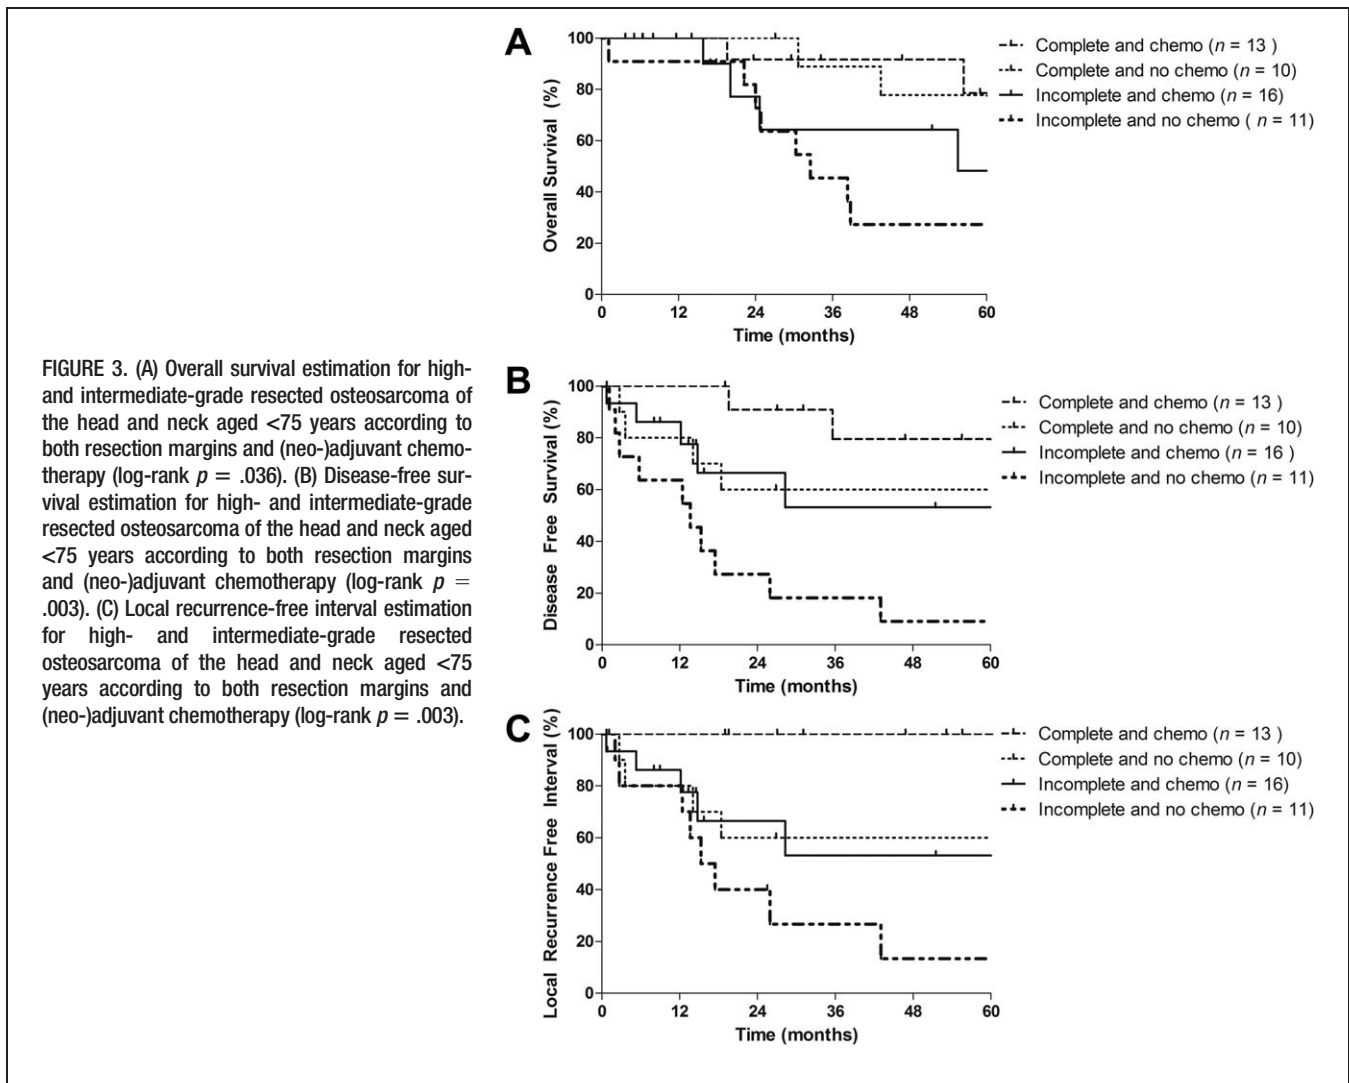 FIGURE 3. (A) Overall survival estimation for high-
and intermediate-grade resected osteosarcoma of
the head and neck aged <75 years according to
both resection margins and (neo-)adjuvant chemo-
therapy (log-rank p = .036). (B) Disease-free sur-
vival estimation for high- and intermediate-grade
resected osteosarcoma of the head and neck aged
<75 years according to both resection margins
and (neo-)adjuvant chemotherapy (log-rank p =
.003). (C) Local recurrence-free interval estimation
for high- and intermediate-grade resected
osteosarcoma of the head and neck aged <75
years according to both resection margins and
(neo-)adjuvant chemotherapy (log-rank p = .003).
A
Overall Survival (%)
100
80
60
40
20
0
0 12 24 36 48 60
Time (months)
Complete and chemo (n = 13 )
Complete and no chemo (n = 10)
Incomplete and chemo (n = 16)
Incomplete and no chemo ( n = 11)
B
Disease Free Survival (%)
100
80
60
40
20
0
0 12 24 36 48 60
Time (months)
Complete and chemo (n = 13 )
Complete and no chemo (n = 10)
Incomplete and chemo (n = 16 )
Incomplete and no chemo (n = 11)
C
Local Recurrence Free Interval (%)
100
80
60
40
20
0
0 12 24 36 48 60
Time (months)
Complete and chemo (n = 13 )
Complete and no chemo (n = 10)
Incomplete and chemo (n = 16)
Incomplete and no chemo (n = 11)